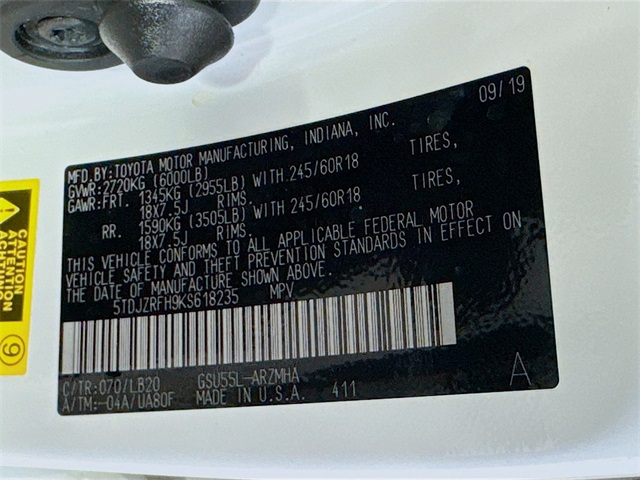 09/19
MFD.BY:TOYOTA MOTOR MANUFACTURING, INDIANA, INC.
GVWR:2720KG (6000LB)
GAWR:FRT. 1345KG (2955LB) WITH 245/60R18 TIRES,
18X7.5J RIMS.
RR. 1590KG (3505LB) WITH 245/60R18 TIRES,
18X7.5J RIMS.
THIS VEHICLE CONFORMS TO ALL APPLICABLE FEDERAL MOTOR
VEHICLE SAFETY AND THEFT PREVENTION STANDARDS IN EFFECT ON
THE DATE OF MANUFACTURE SHOWN ABOVE.
5TDJZRFH9KS618235 MPV
C/TR:070/LB20 GSU55L-ARZMHA
A/TM:-04A/UA80F MADE IN U.S.A. 411
A
CAUTION
ATTENTION
ACHTUNG
9